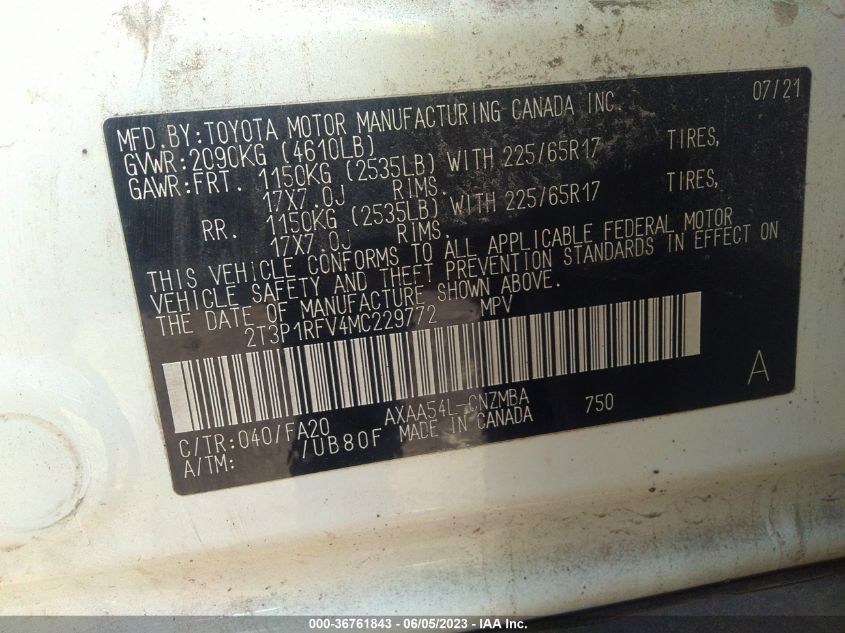 07/21
MFD.BY:TOYOTA MOTOR MANUFACTURING CANADA INC.
GVWR:2090KG (4610LB)
GAWR:FRT. 1150KG (2535LB) WITH 225/65R17 TIRES,
17X7.0J RIMS.
RR. 1150KG (2535LB) WITH 225/65R17 TIRES,
17X7.0J RIMS.
THIS VEHICLE CONFORMS TO ALL APPLICABLE FEDERAL MOTOR
VEHICLE SAFETY AND THEFT PREVENTION STANDARDS IN EFFECT ON
THE DATE OF MANUFACTURE SHOWN ABOVE.
2T3P1RFV4MC229772 MPV
A
C/TR:040/FA20 AXAA54L-CNZMBA 750
A/TM: /UB80F MADE IN CANADA
000-36761843 / 06/05/2023 - IAA Inc.